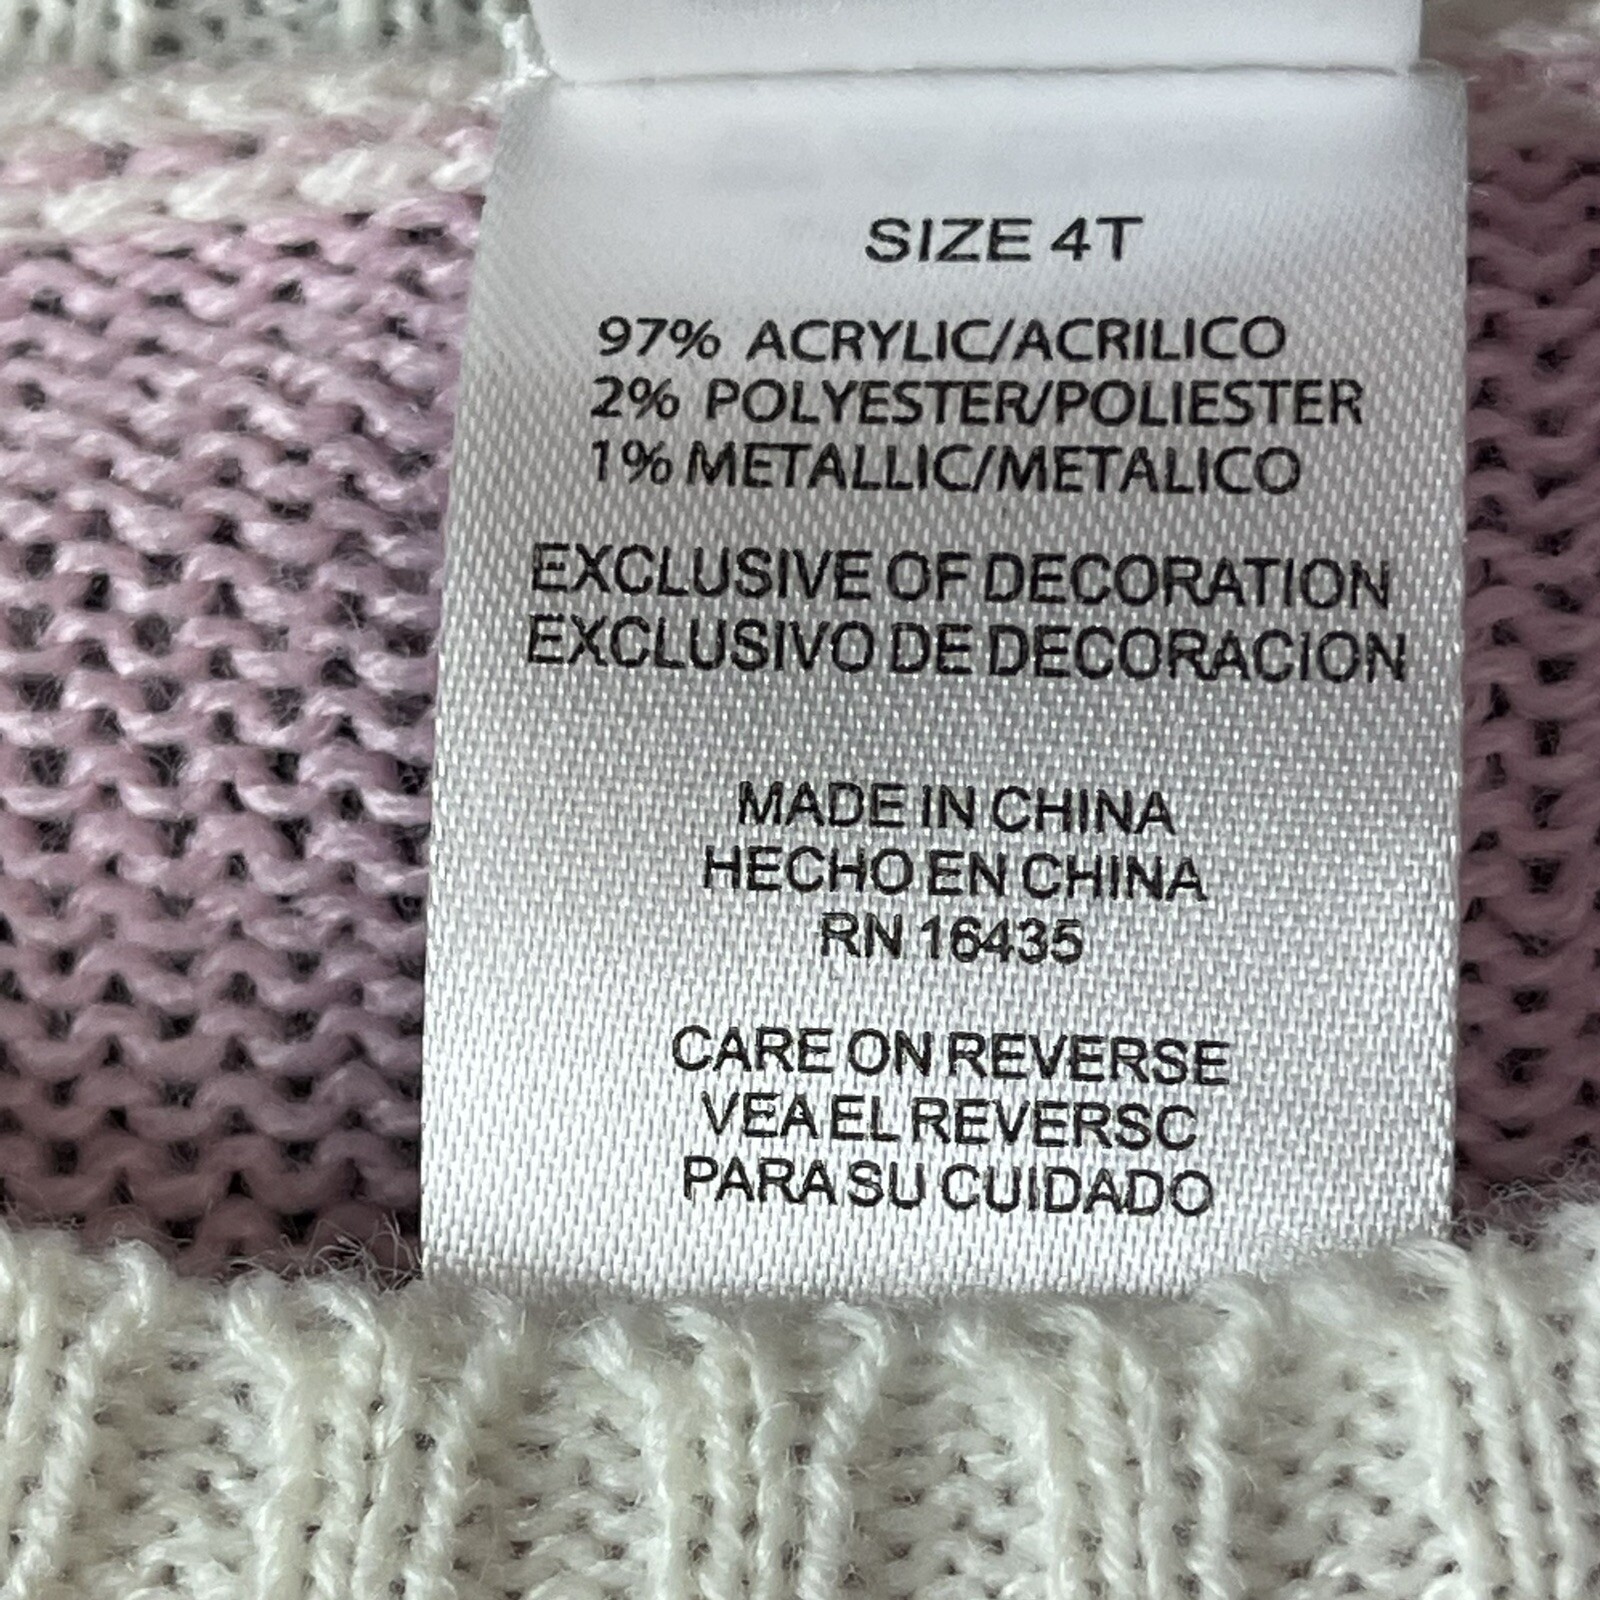 SIZE 4T
97% ACRYLIC/ACRILICO
2% POLYESTER/POLIESTER
1% METALLIC/METALICO
EXCLUSIVE OF DECORATION
EXCLUSIVO DE DECORACION
MADE IN CHINA
HECHO EN CHINA
RN 16435
CARE ON REVERSE
VEA EL REVERSC
PARA SU CUIDADO